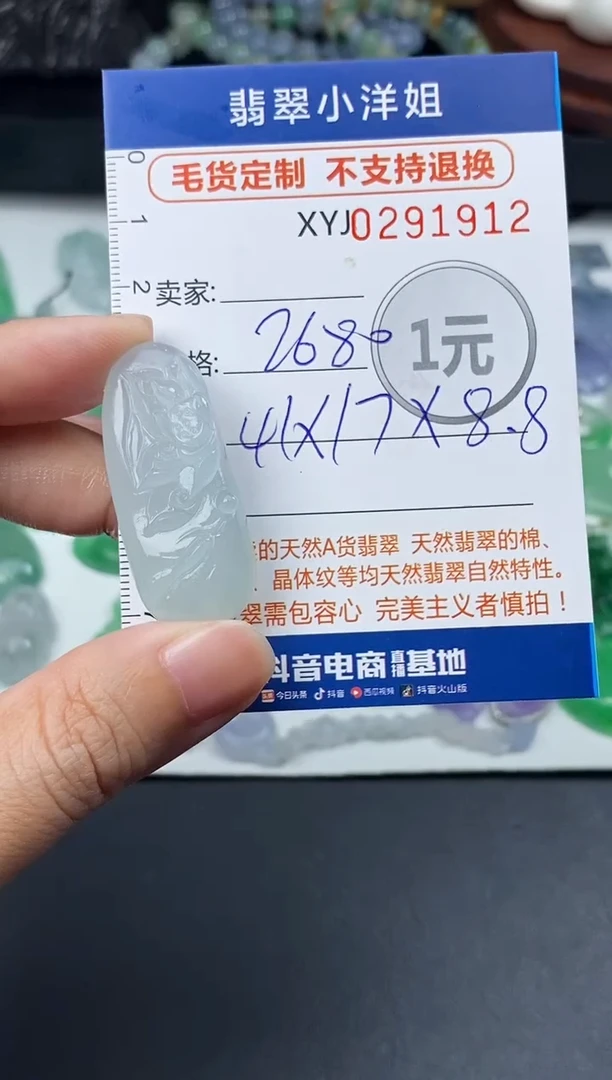 翡翠小洋姐
毛货定制 不支持退换
XYJ0291912
0
1
2
卖家:
格: 2680
1元
41X17X8.8
的天然A货翡翠 天然翡翠的棉、
晶体纹等均天然翡翠自然特性。
翠需包容心 完美主义者慎拍！
抖音电商直播基地
今日头条 抖音 西瓜视频 抖音火山版